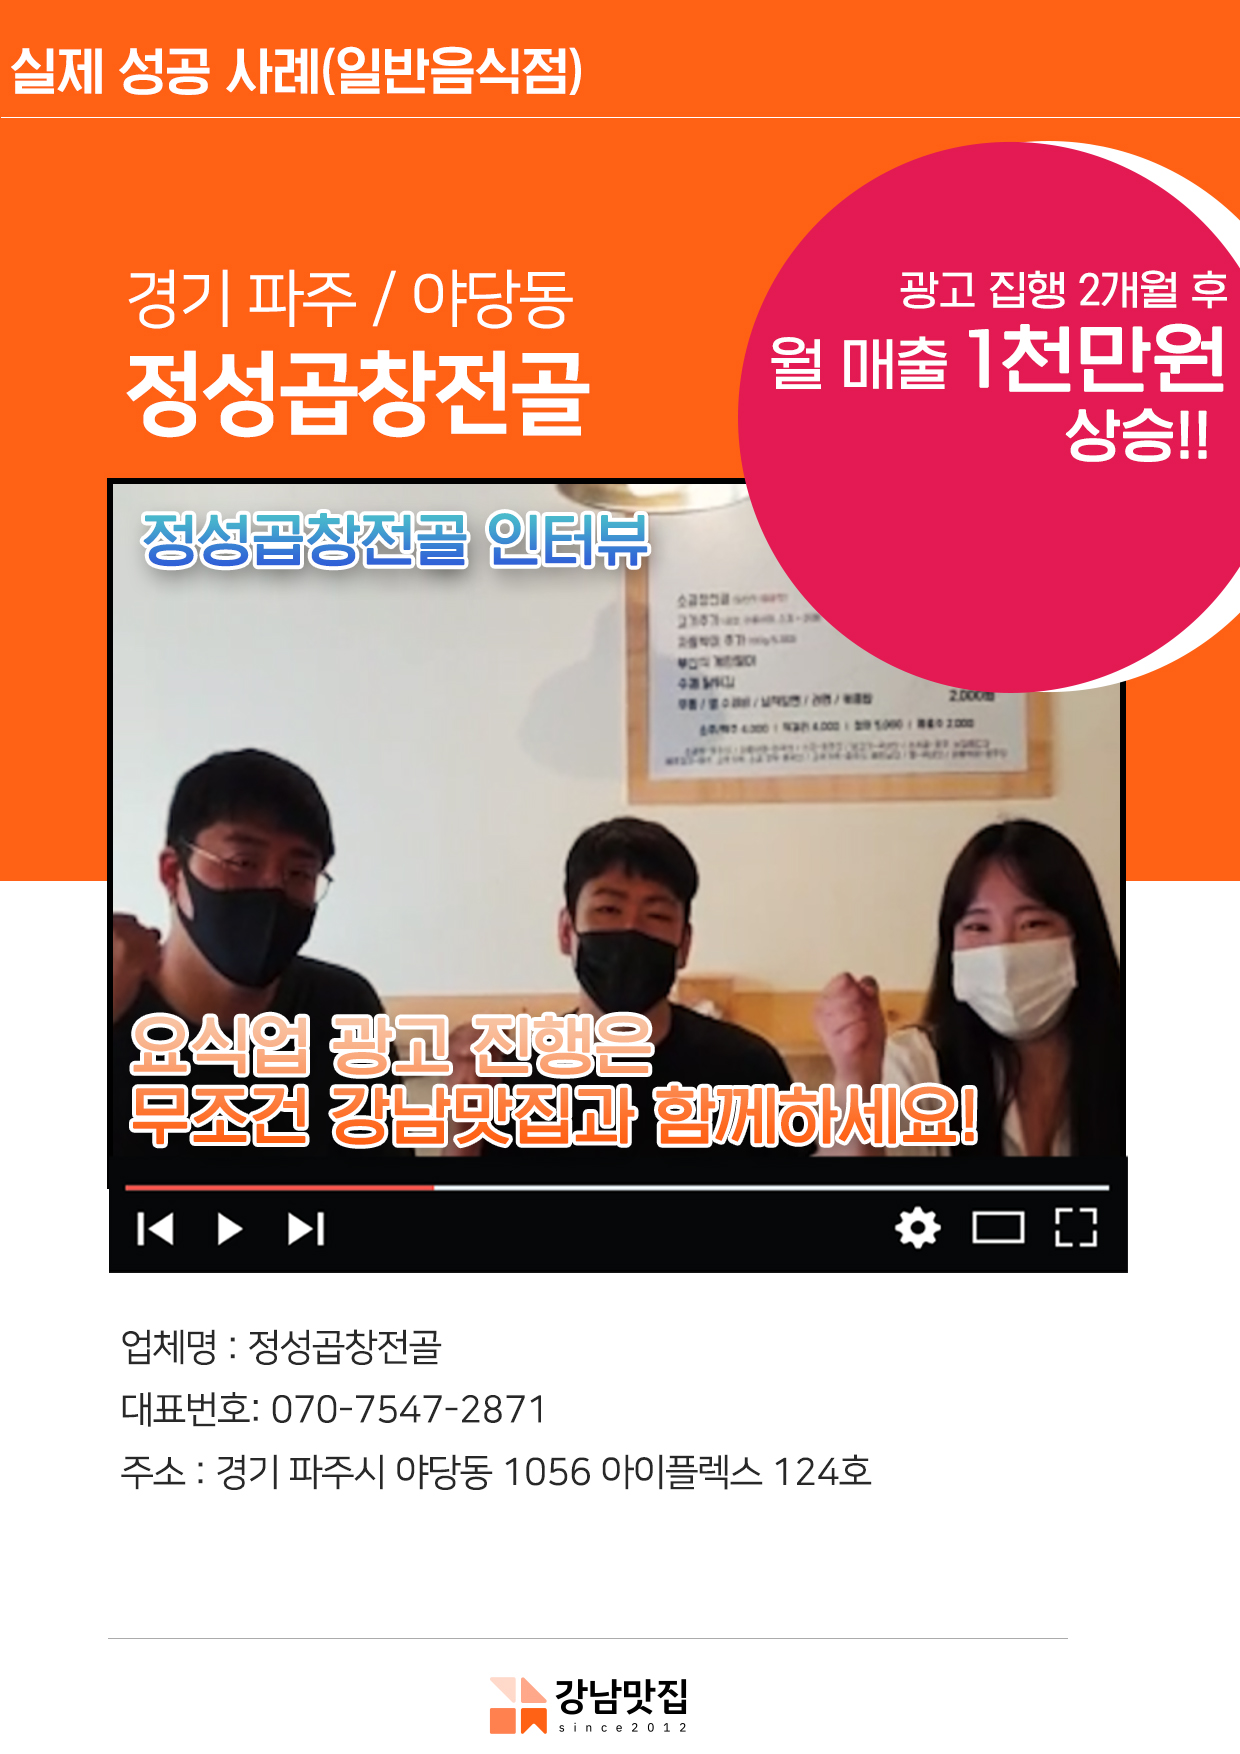 실제 성공 사례(일반음식점)
경기 파주 / 야당동
정성곱창전골
광고 집행 2개월 후
월 매출 1천만원
상승!!
정성곱창전골 인터뷰
2,000원
요식업 광고 진행은
무조건 강남맛집과 함께하세요!
업체명 : 정성곱창전골
대표번호: 070-7547-2871
주소 : 경기 파주시 야당동 1056 아이플렉스 124호
강남맛집
since2012